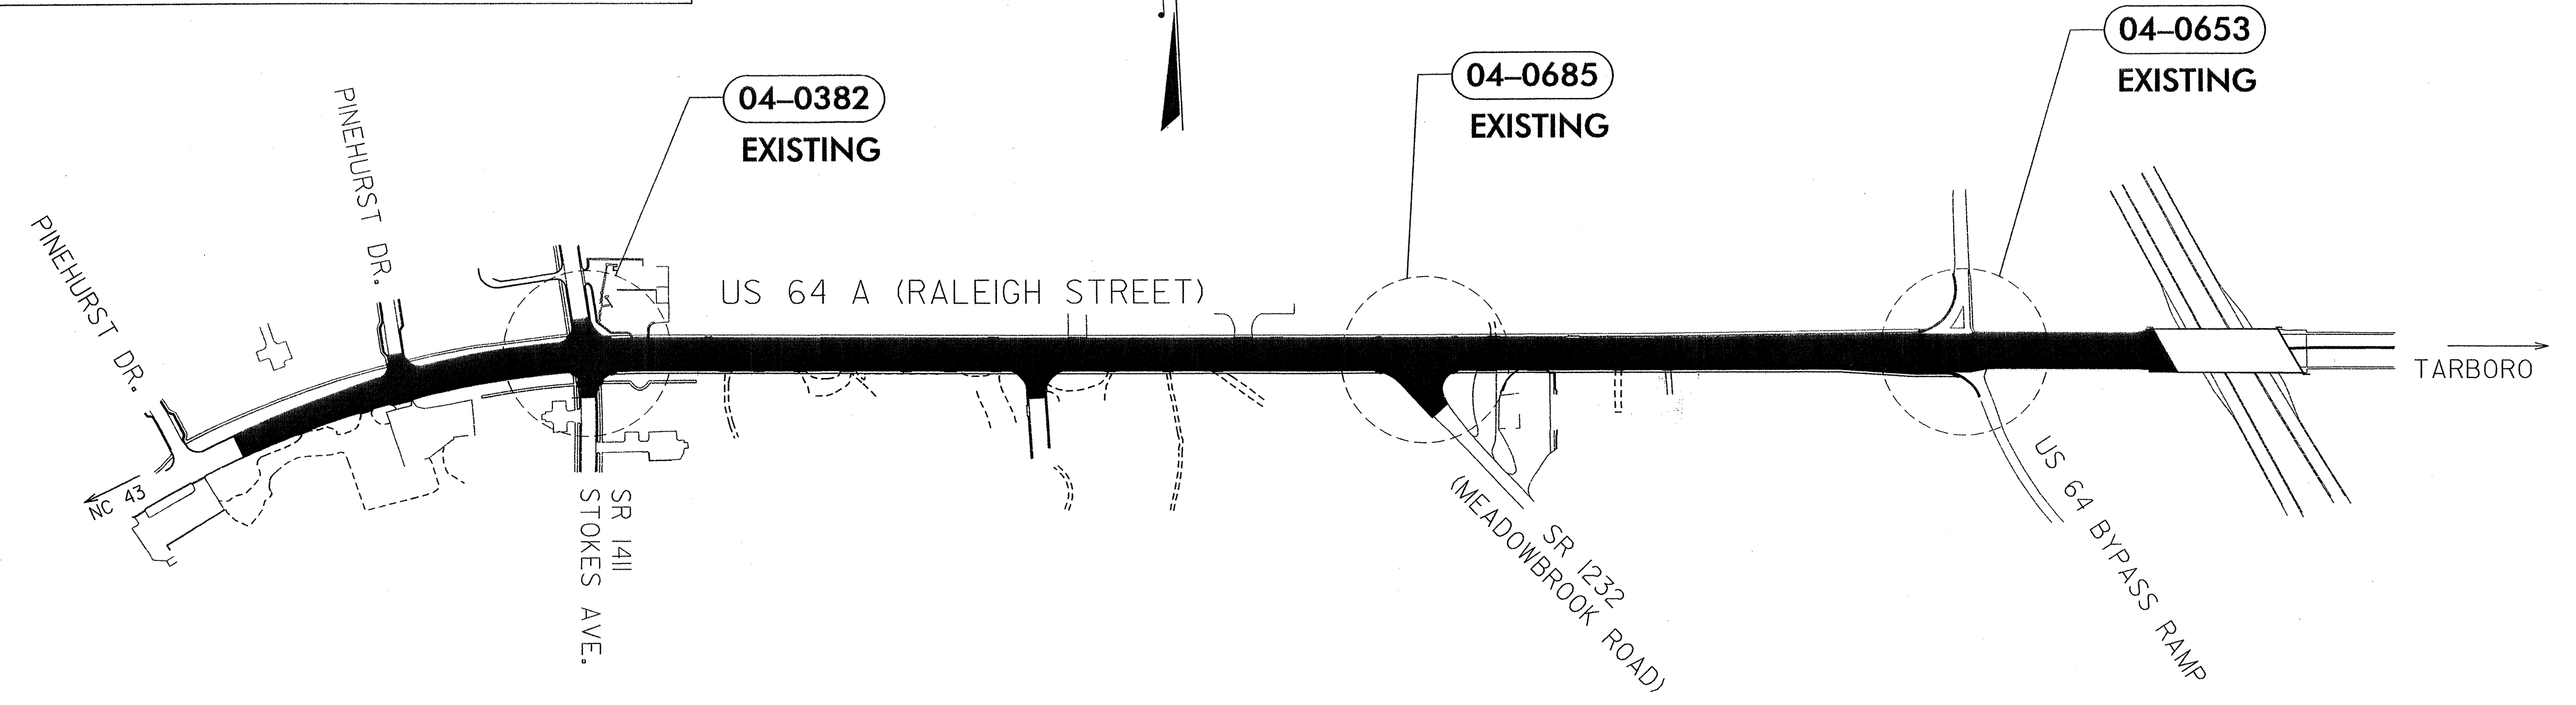 04–0653
EXISTING
04–0685
EXISTING
04–0382
EXISTING
PINEHURST DR.
PINEHURST DR.
US 64 A (RALEIGH STREET)
TARBORO
NC 43
SR 1411
STOKES AVE.
SR 1232
(MEADOWBROOK ROAD)
US 64 BYPASS RAMP